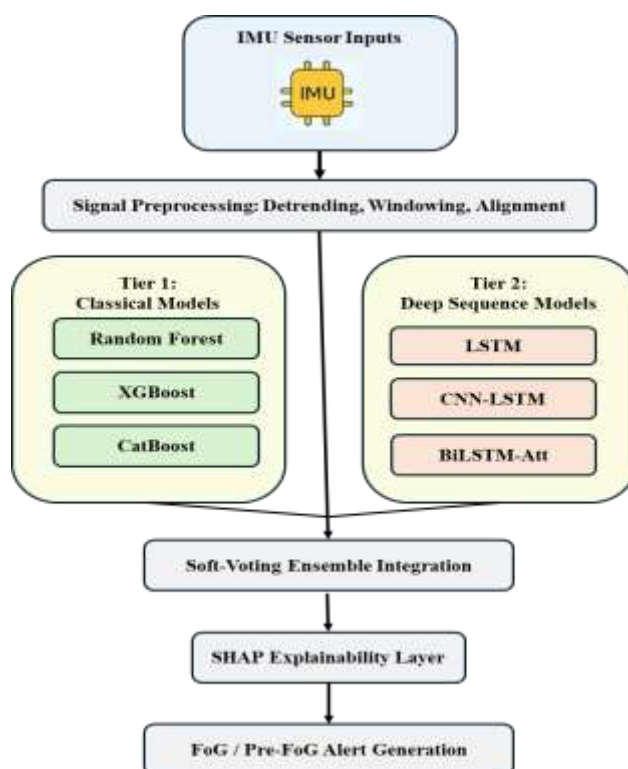 IMU Sensor Inputs
IMU
Signal Preprocessing: Detrending, Windowing, Alignment
Tier 1:
Classical Models
Random Forest
XGBoost
CatBoost
Tier 2:
Deep Sequence Models
LSTM
CNN-LSTM
BiLSTM-Att
Soft-Voting Ensemble Integration
SHAP Explainability Layer
FoG / Pre-FoG Alert Generation